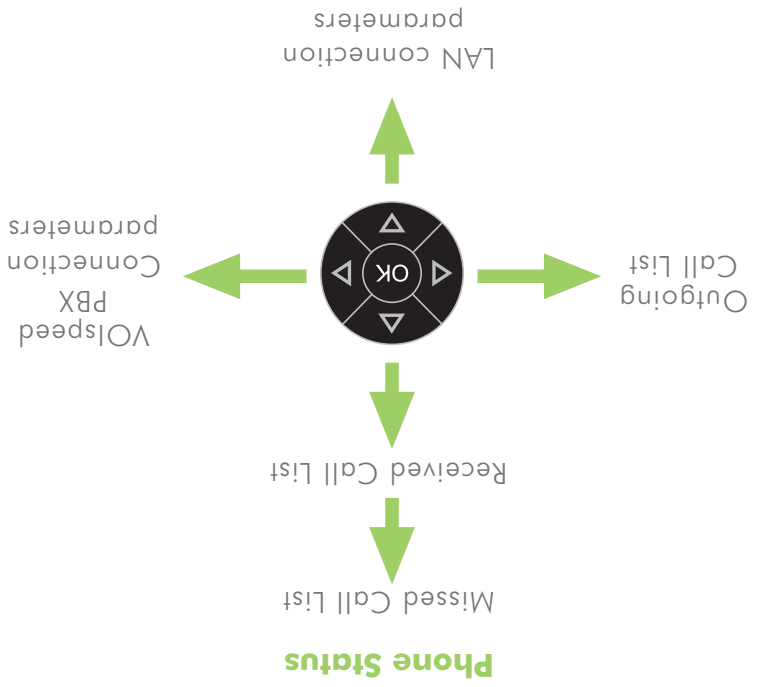 Phone Status
Missed Call List
Received Call List
Outgoing
Call List
OK
VOIspeed
PBX
Connection
parameters
LAN connection
parameters